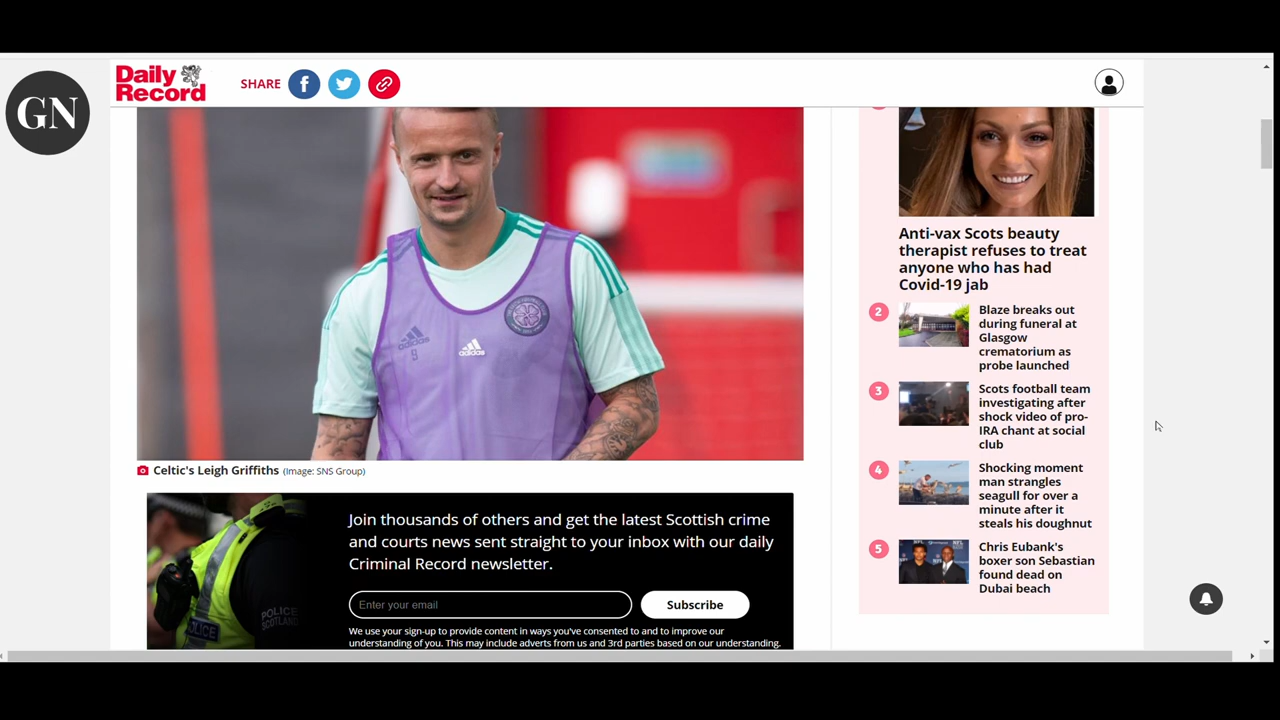 GN
Daily
Record
SHARE
Celtic's Leigh Griffiths (Image: SNS Group)
adidas
adidas
9
Join thousands of others and get the latest Scottish crime
and courts news sent straight to your inbox with our daily
Criminal Record newsletter.
Enter your email
Subscribe
We use your sign-up to provide content in ways you've consented to and to improve our
understanding of you. This may include adverts from us and 3rd parties based on our understanding.
POLICE
SCOTLAND
POLICE
Anti-vax Scots beauty
therapist refuses to treat
anyone who has had
Covid-19 jab
2
Blaze breaks out
during funeral at
Glasgow
crematorium as
probe launched
3
Scots football team
investigating after
shock video of pro-
IRA chant at social
club
4
Shocking moment
man strangles
seagull for over a
minute after it
steals his doughnut
5
Chris Eubank's
boxer son Sebastian
found dead on
Dubai beach